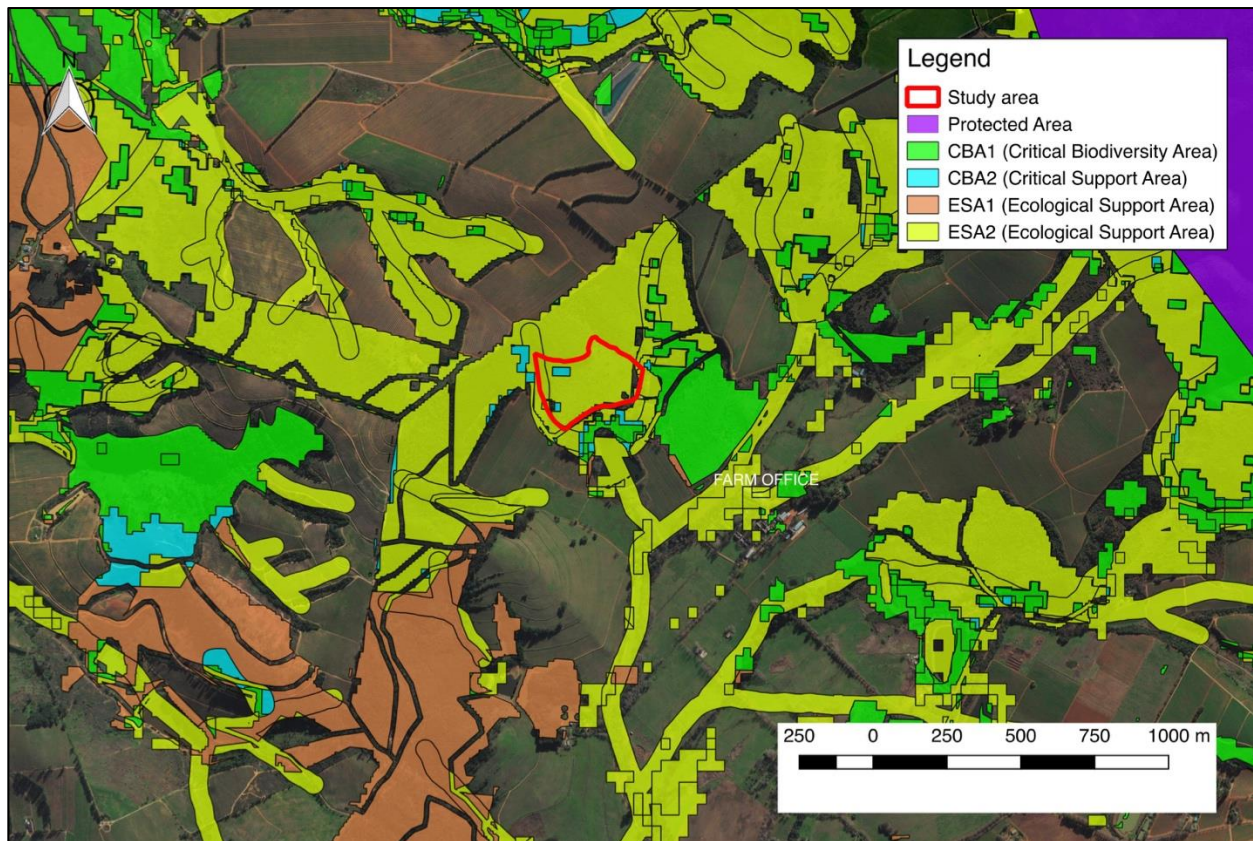 N
Legend
Study area
Protected Area
CBA1 (Critical Biodiversity Area)
CBA2 (Critical Support Area)
ESA1 (Ecological Support Area)
ESA2 (Ecological Support Area)
FARM OFFICE
250 0 250 500 750 1000 m